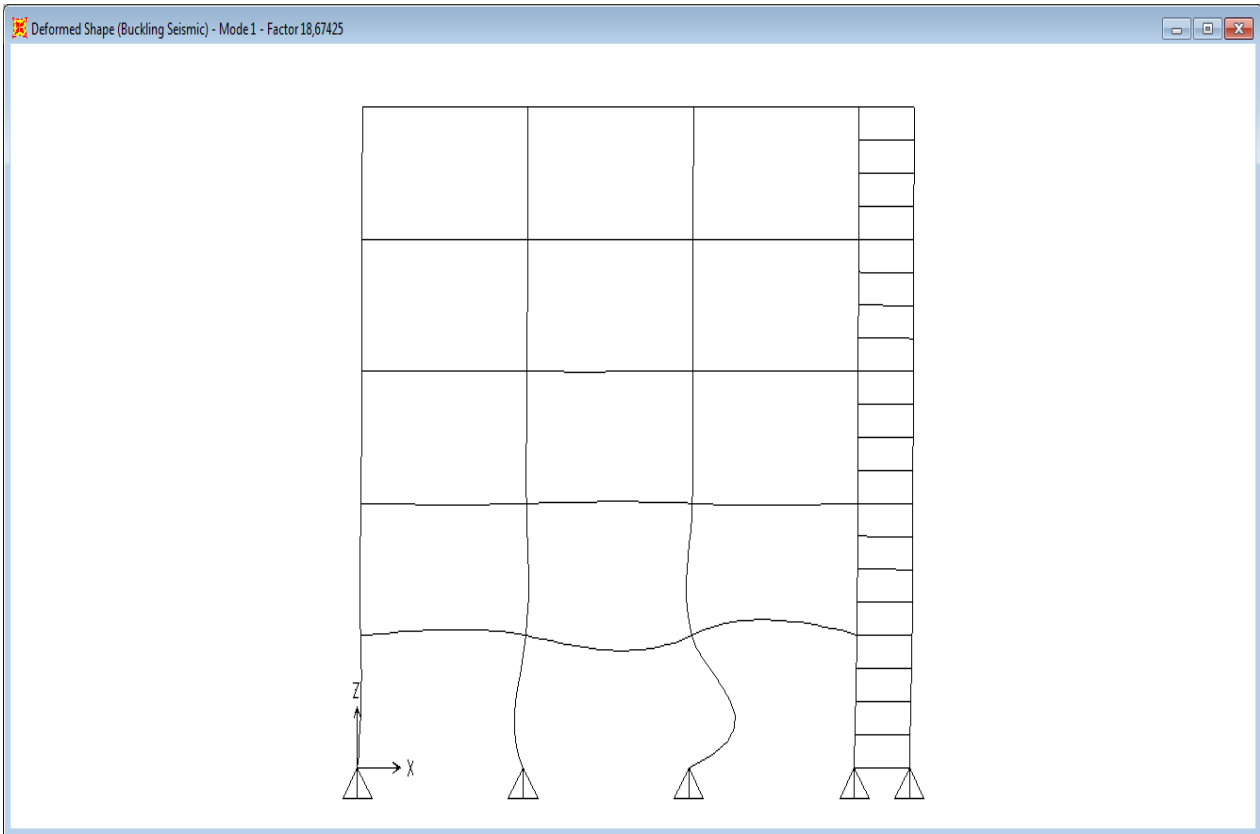 Deformed Shape (Buckling Seismic) - Mode 1 - Factor 18,67425
Z
X